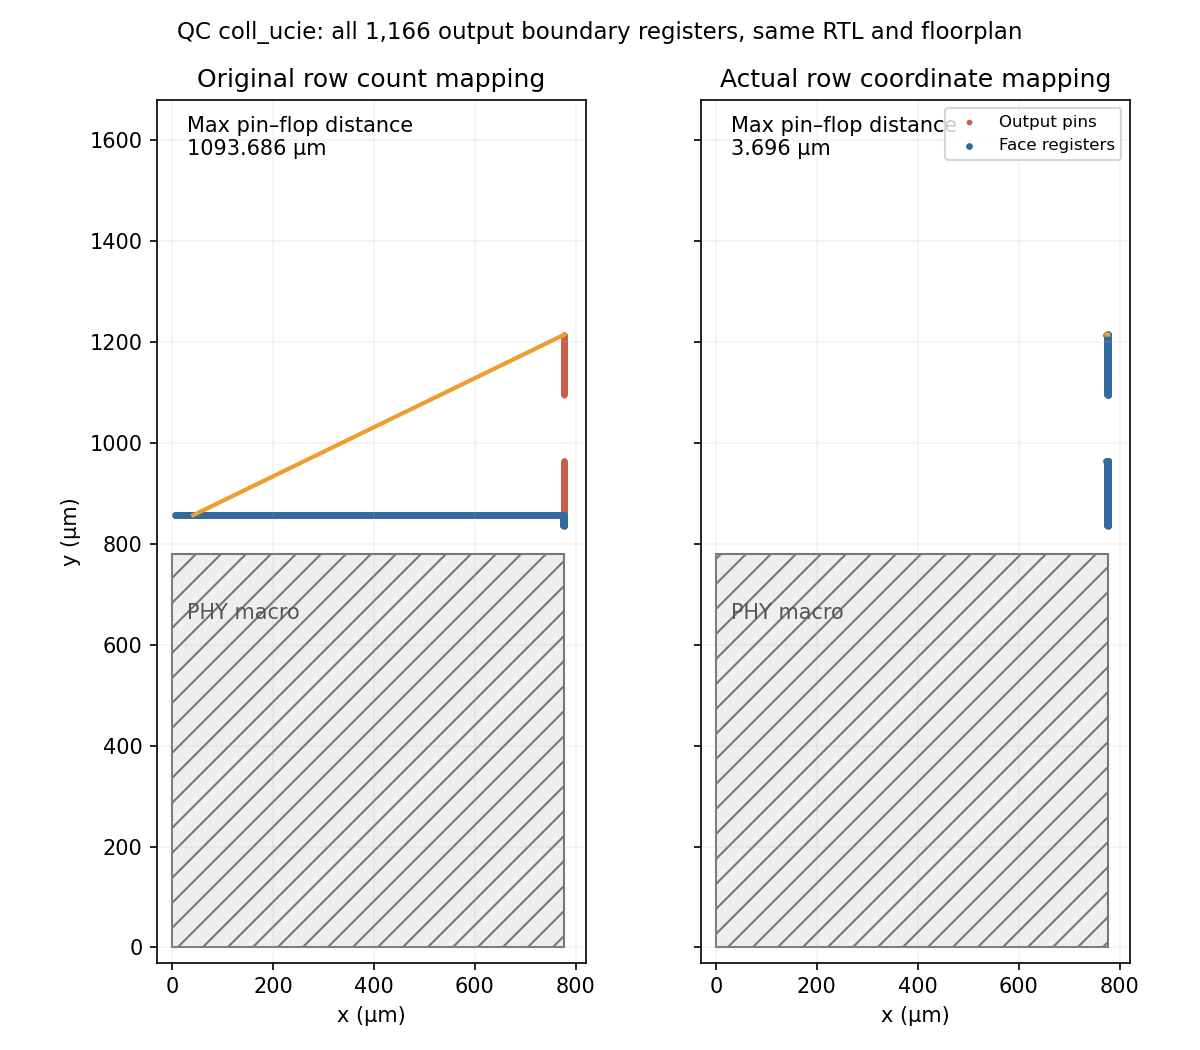 QC coll_ucie: all 1,166 output boundary registers, same RTL and floorplan
Original row count mapping
Max pin–flop distance
1093.686 µm
PHY macro
y (µm)
1600
1400
1200
1000
800
600
400
200
0
0 200 400 600 800
x (µm)
Actual row coordinate mapping
Max pin–flop distance
3.696 µm
Output pins
Face registers
PHY macro
0 200 400 600 800
x (µm)